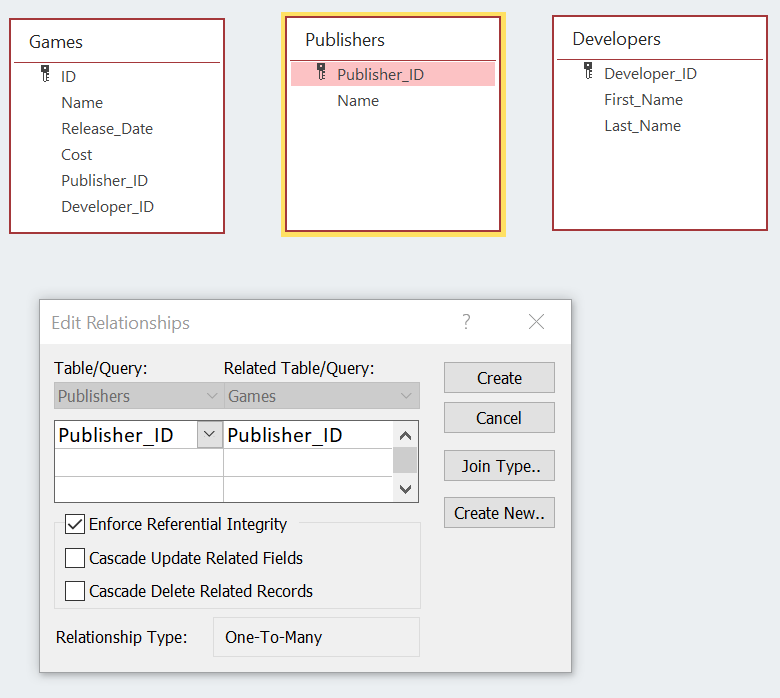 Games
ID
Name
Release_Date
Cost
Publisher_ID
Developer_ID
Publishers
Publisher_ID
Name
Developers
Developer_ID
First_Name
Last_Name
Edit Relationships ?
Table/Query: Related Table/Query:
Publishers Games
Publisher_ID Publisher_ID
Enforce Referential Integrity
Cascade Update Related Fields
Cascade Delete Related Records
Relationship Type: One-To-Many
Create
Cancel
Join Type..
Create New..